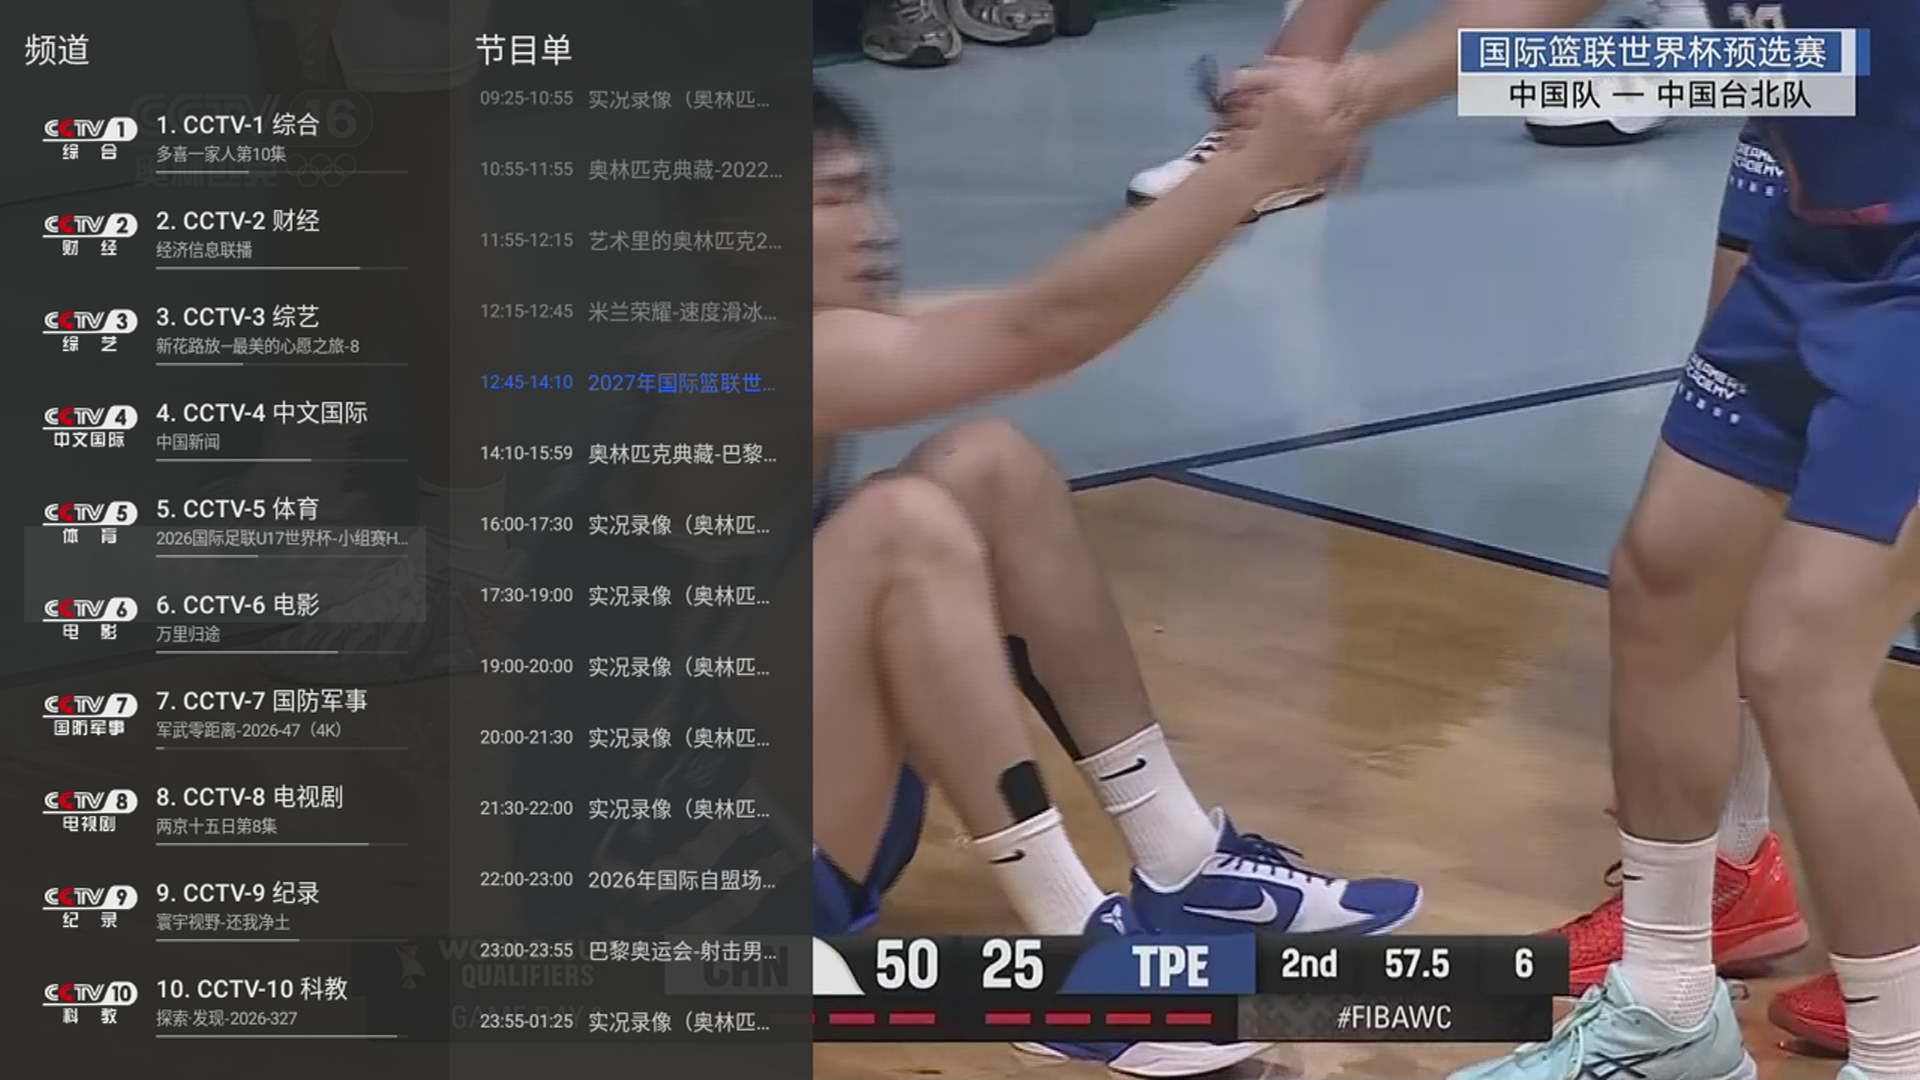 频道
CCTV 1
综合
1. CCTV-1 综合
多喜一家人第10集
CCTV 2
财经
2. CCTV-2 财经
经济信息联播
CCTV 3
综艺
3. CCTV-3 综艺
新花路放—最美的心愿之旅-8
CCTV 4
中文国际
4. CCTV-4 中文国际
中国新闻
CCTV 5
体育
5. CCTV-5 体育
2026国际足联U17世界杯-小组赛H...
CCTV 6
电影
6. CCTV-6 电影
万里归途
CCTV 7
国防军事
7. CCTV-7 国防军事
军武零距离-2026-47（4K）
CCTV 8
电视剧
8. CCTV-8 电视剧
两京十五日第8集
CCTV 9
纪录
9. CCTV-9 纪录
寰宇视野-还我净土
CCTV 10
科教
10. CCTV-10 科教
探索·发现-2026-327
CCTV 16
奥林匹克
节目单
09:25-10:55 实况录像（奥林匹...
10:55-11:55 奥林匹克典藏-2022...
11:55-12:15 艺术里的奥林匹克2...
12:15-12:45 米兰荣耀-速度滑冰...
12:45-14:10 2027年国际篮联世...
14:10-15:59 奥林匹克典藏-巴黎...
16:00-17:30 实况录像（奥林匹...
17:30-19:00 实况录像（奥林匹...
19:00-20:00 实况录像（奥林匹...
20:00-21:30 实况录像（奥林匹...
21:30-22:00 实况录像（奥林匹...
22:00-23:00 2026年国际自盟场...
23:00-23:55 巴黎奥运会-射击男...
23:55-01:25 实况录像（奥林匹...
国际篮联世界杯预选赛
中国队 — 中国台北队
QUALIFIERS
CHN 50 25 TPE 2nd 57.5 6
#FIBAWC